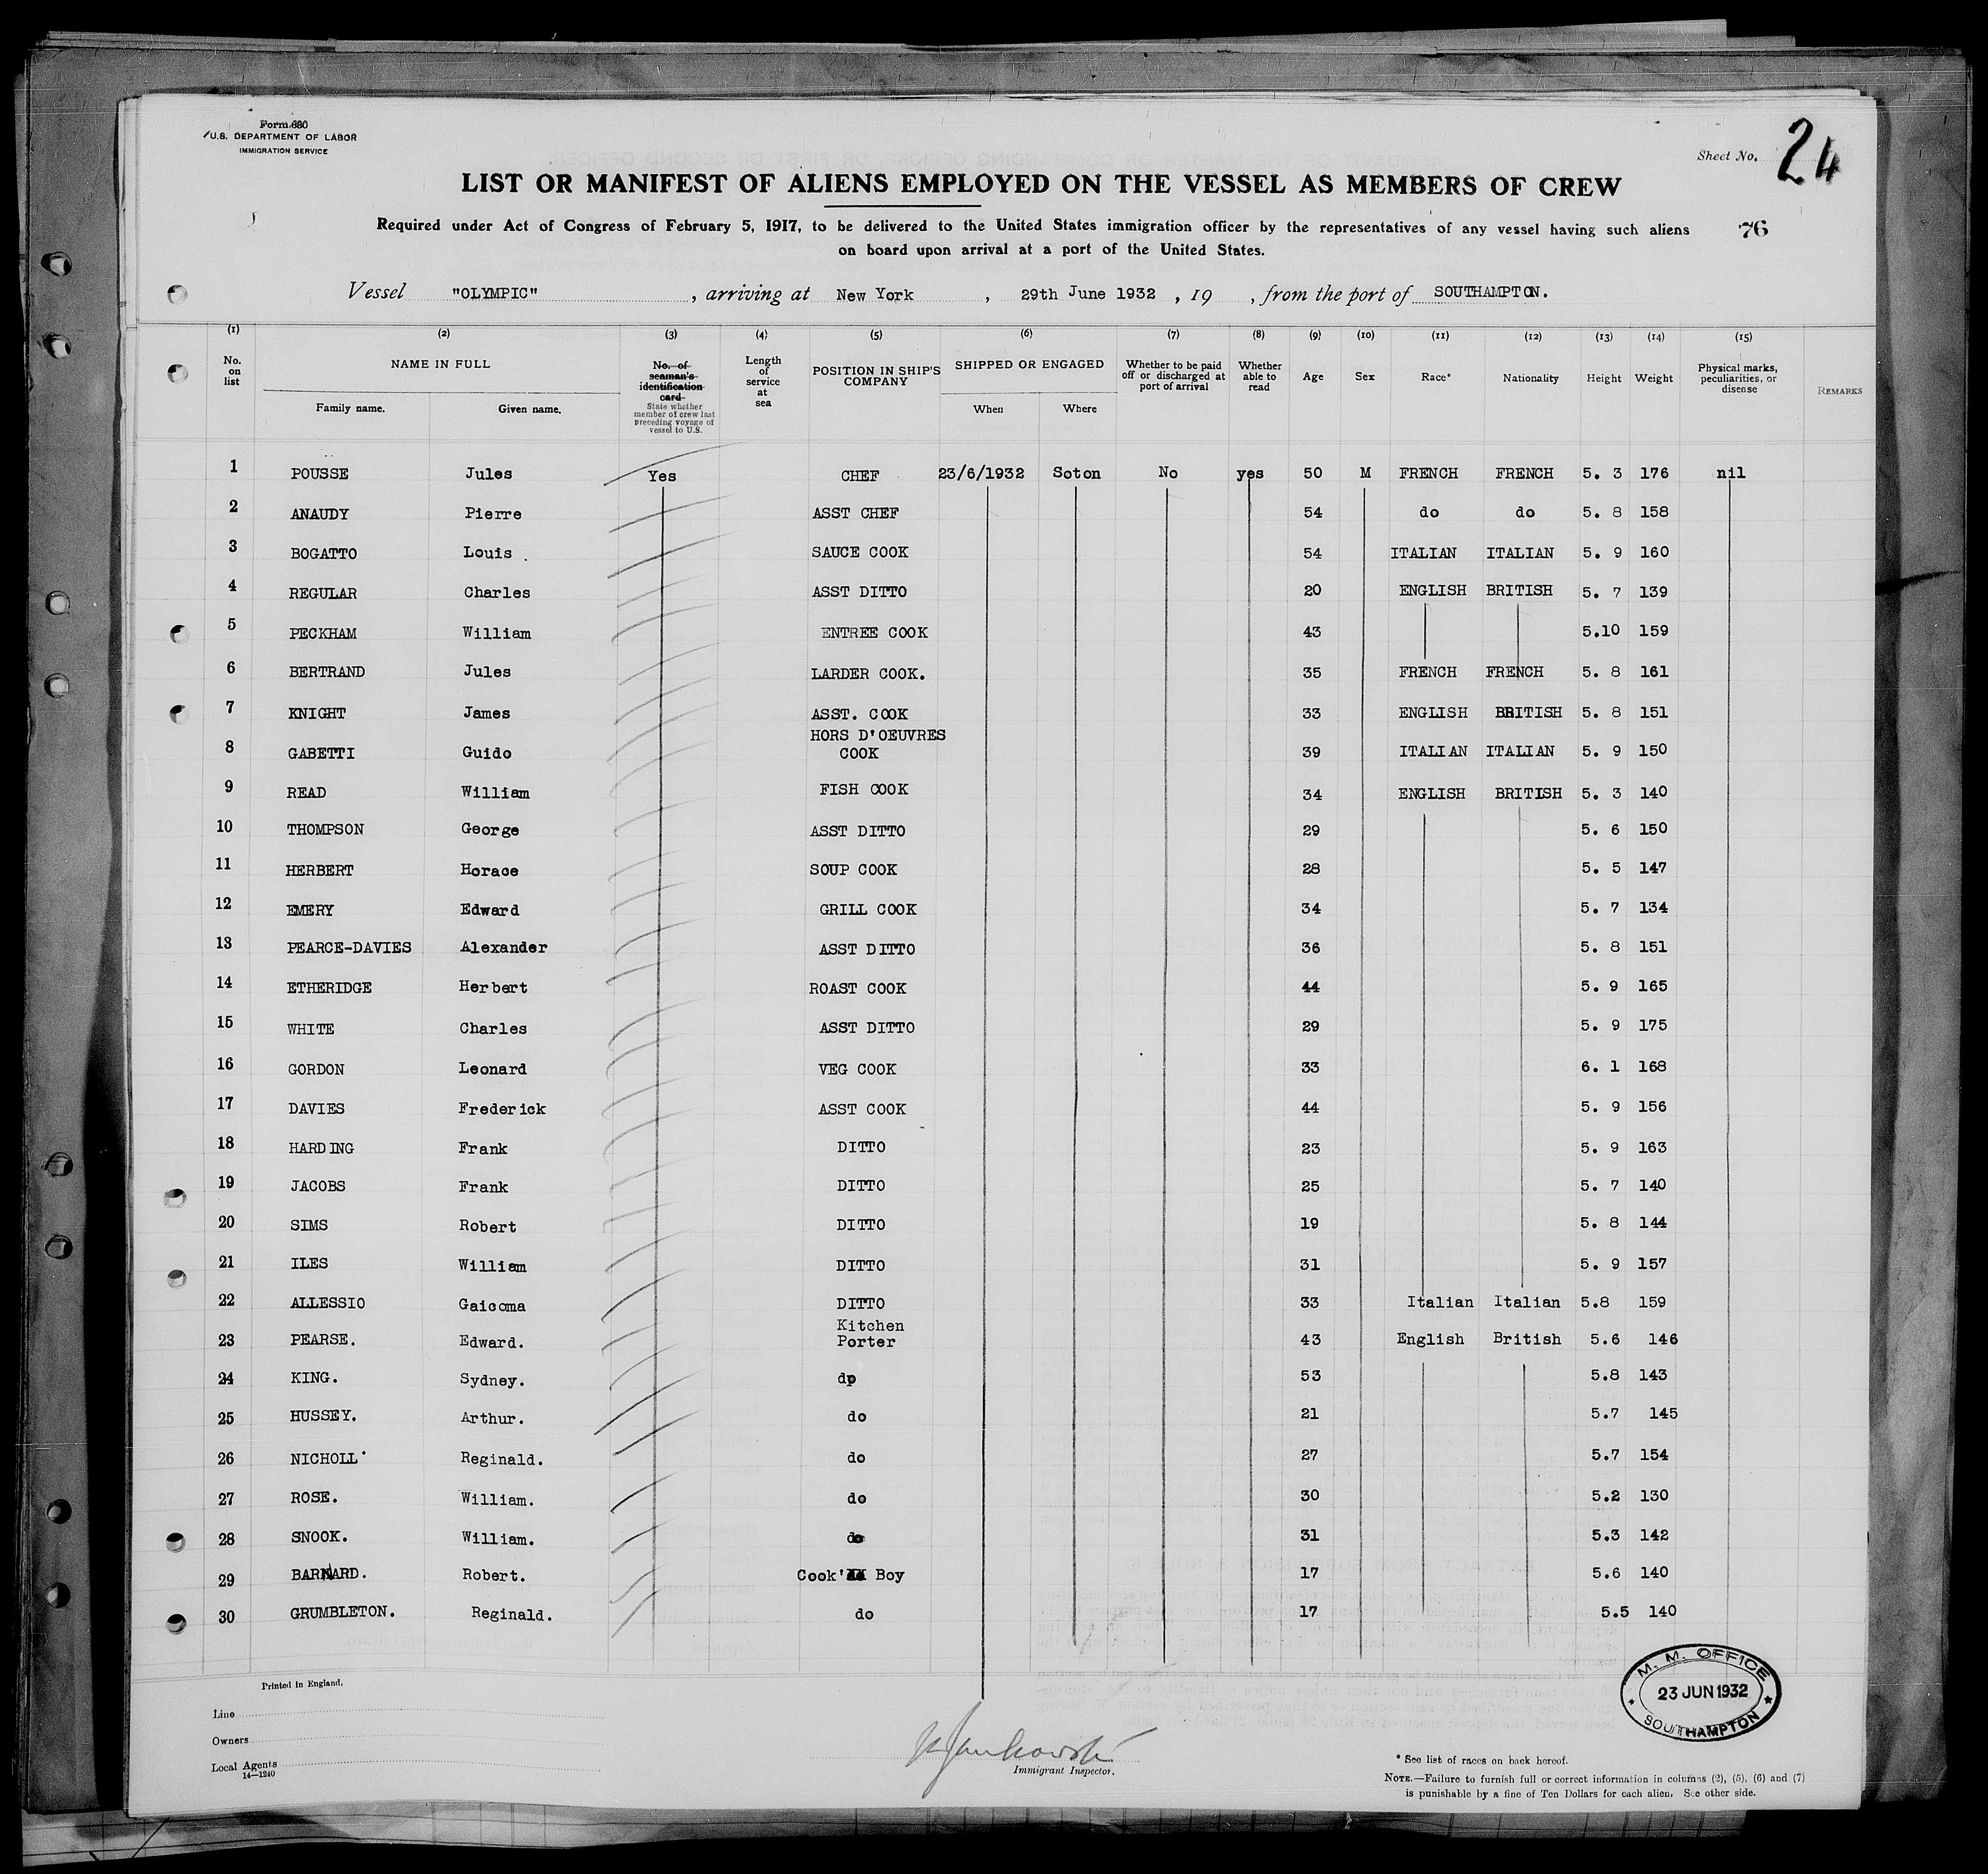 Form 680
U.S. DEPARTMENT OF LABOR
IMMIGRATION SERVICE
Sheet No. 24
LIST OR MANIFEST OF ALIENS EMPLOYED ON THE VESSEL AS MEMBERS OF CREW
Required under Act of Congress of February 5, 1917, to be delivered to the United States immigration officer by the representatives of any vessel having such aliens
on board upon arrival at a port of the United States.
76
Vessel "OLYMPIC", arriving at New York, 29th June 1932, 19 , from the port of SOUTHAMPTON.
(1) (2) (3) (4) (5) (6) (7) (8) (9) (10) (11) (12) (13) (14) (15)
No. on list
NAME IN FULL
Family name. Given name.
No. of seaman's identification card
State whether member of crew last preceding voyage of vessel to U.S.
Length of service at sea
POSITION IN SHIP'S COMPANY
SHIPPED OR ENGAGED
When Where
Whether to be paid off or discharged at port of arrival
Whether able to read
Age
Sex
Race*
Nationality
Height
Weight
Physical marks, peculiarities, or disease
REMARKS
1 POUSSE Jules Yes CHEF 23/6/1932 Soton No yes 50 M FRENCH FRENCH 5. 3 176 nil
2 ANAUDY Pierre ASST CHEF 54 do do 5. 8 158
3 BOGATTO Louis . SAUCE COOK 54 ITALIAN ITALIAN 5. 9 160
4 REGULAR Charles ASST DITTO 20 ENGLISH BRITISH 5. 7 139
5 PECKHAM William ENTREE COOK 43 5.10 159
6 BERTRAND Jules LARDER COOK. 35 FRENCH FRENCH 5. 8 161
7 KNIGHT James ASST. COOK 33 ENGLISH BRITISH 5. 8 151
8 GABETTI Guido HORS D'OEUVRES COOK 39 ITALIAN ITALIAN 5. 9 150
9 READ William FISH COOK 34 ENGLISH BRITISH 5. 3 140
10 THOMPSON George ASST DITTO 29 5. 6 150
11 HERBERT Horace SOUP COOK 28 5. 5 147
12 EMERY Edward GRILL COOK 34 5. 7 134
13 PEARCE-DAVIES Alexander ASST DITTO 36 5. 8 151
14 ETHERIDGE Herbert ROAST COOK 44 5. 9 165
15 WHITE Charles ASST DITTO 29 5. 9 175
16 GORDON Leonard VEG COOK 33 6. 1 168
17 DAVIES Frederick ASST COOK 44 5. 9 156
18 HARDING Frank DITTO 23 5. 9 163
19 JACOBS Frank DITTO 25 5. 7 140
20 SIMS Robert DITTO 19 5. 8 144
21 ILES William DITTO 31 5. 9 157
22 ALLESSIO Gaicoma DITTO 33 Italian Italian 5.8 159
23 PEARSE. Edward. Kitchen Porter 43 English British 5.6 146
24 KING. Sydney. do 53 5.8 143
25 HUSSEY. Arthur. do 21 5.7 145
26 NICHOLL. Reginald. do 27 5.7 154
27 ROSE. William. do 30 5.2 130
28 SNOOK. William. do 31 5.3 142
29 BARNARD. Robert. Cook' Boy 17 5.6 140
30 GRUMBLETON. Reginald. do 17 5.5 140
Printed in England.
Line
Owners
Local Agents
14—1240
Immigrant Inspector.
M. M. OFFICE
23 JUN 1932
SOUTHAMPTON
* See list of races on back hereof.
NOTE.—Failure to furnish full or correct information in columns (2), (5), (6) and (7)
is punishable by a fine of Ten Dollars for each alien. See other side.